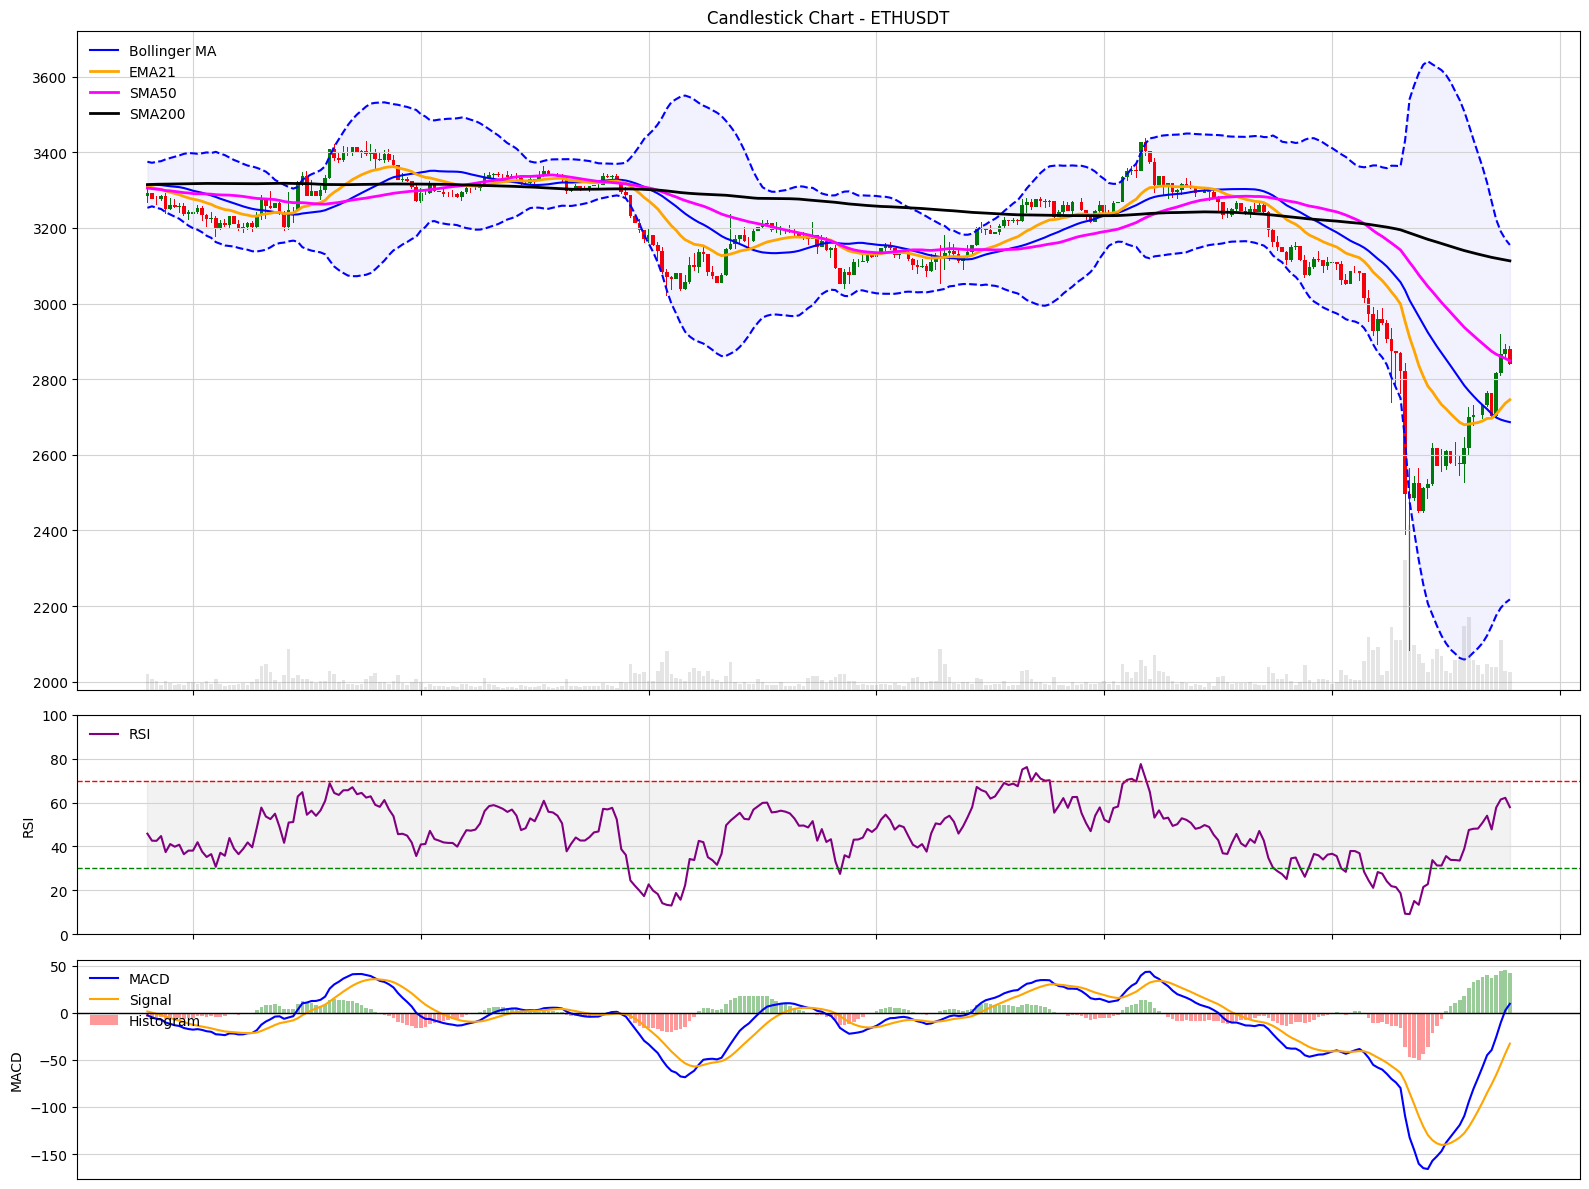 Candlestick Chart - ETHUSDT
Bollinger MA
EMA21
SMA50
SMA200
3600
3400
3200
3000
2800
2600
2400
2200
2000
RSI
100
80
60
40
20
0
RSI
MACD
Signal
Histogram
50
0
−50
−100
−150
MACD